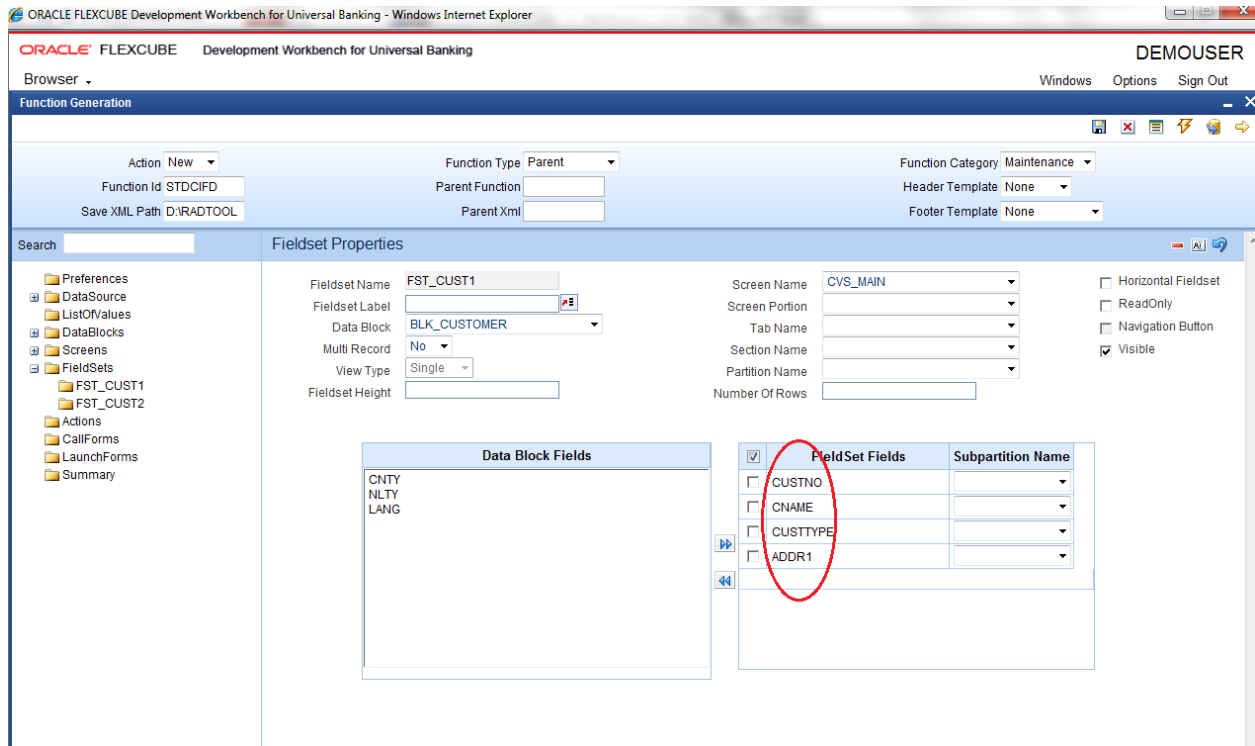 ORACLE FLEXCUBE Development Workbench for Universal Banking - Windows Internet Explorer
ORACLE FLEXCUBE Development Workbench for Universal Banking DEMOUSER
Browser Windows Options Sign Out
Function Generation
Action New Function Type Parent Function Category Maintenance
Function Id STDCIFD Parent Function Header Template None
Save XML Path D:\RADTOOL Parent Xml Footer Template None
Search Fieldset Properties
Preferences
DataSource
ListOfValues
DataBlocks
Screens
FieldSets
FST_CUST1
FST_CUST2
Actions
CallForms
LaunchForms
Summary
Fieldset Name FST_CUST1 Screen Name CVS_MAIN Horizontal Fieldset
Fieldset Label Screen Portion ReadOnly
Data Block BLK_CUSTOMER Tab Name Navigation Button
Multi Record No Section Name Visible
View Type Single Partition Name
Fieldset Height Number Of Rows
Data Block Fields
CNTY
NLTY
LANG
FieldSet Fields Subpartition Name
CUSTNO
CNAME
CUSTTYPE
ADDR1